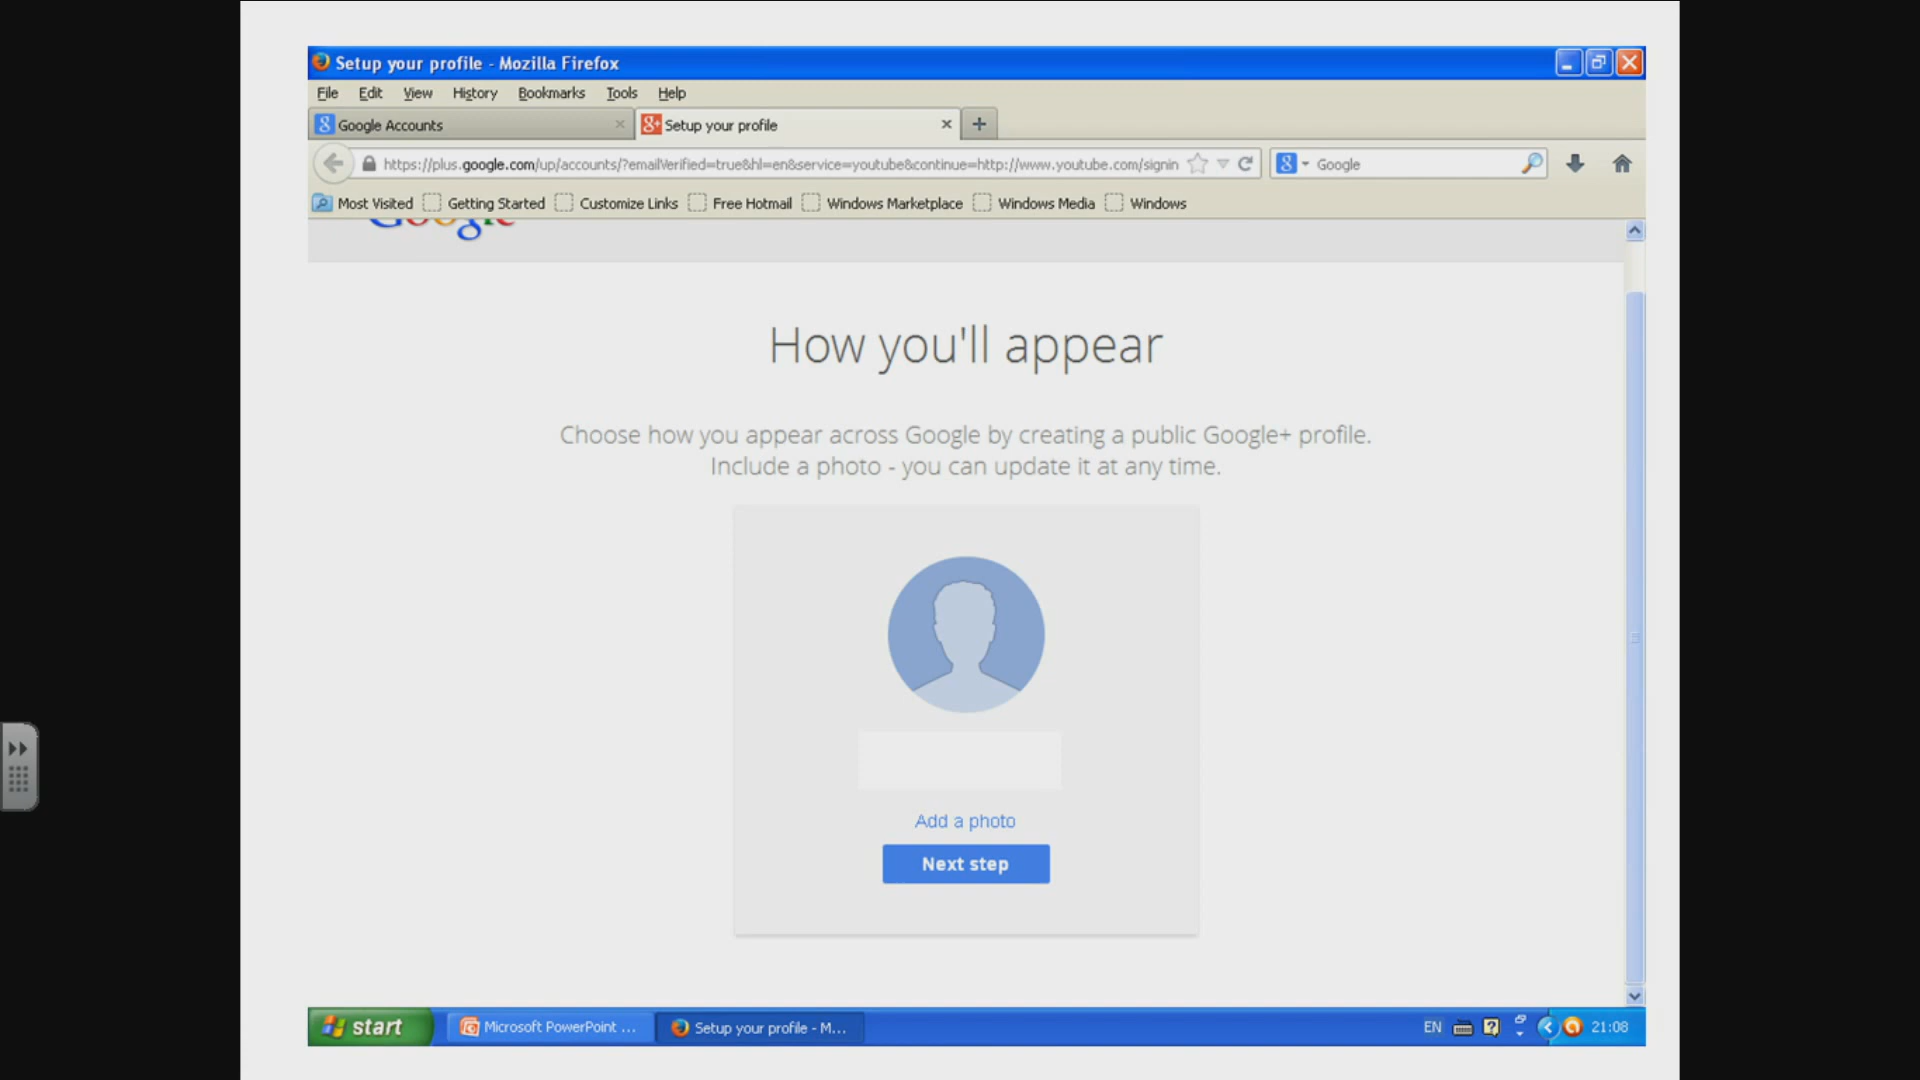 Setup your profile - Mozilla Firefox
File Edit View History Bookmarks Tools Help
Google Accounts
Setup your profile
https://plus.google.com/up/accounts/?emailVerified=true&hl=en&service=youtube&continue=http://www.youtube.com/signin
Google
Most Visited Getting Started Customize Links Free Hotmail Windows Marketplace Windows Media Windows
Google
How you'll appear
Choose how you appear across Google by creating a public Google+ profile.
Include a photo - you can update it at any time.
Add a photo
Next step
start
Microsoft PowerPoint ...
Setup your profile - M...
EN
21:08